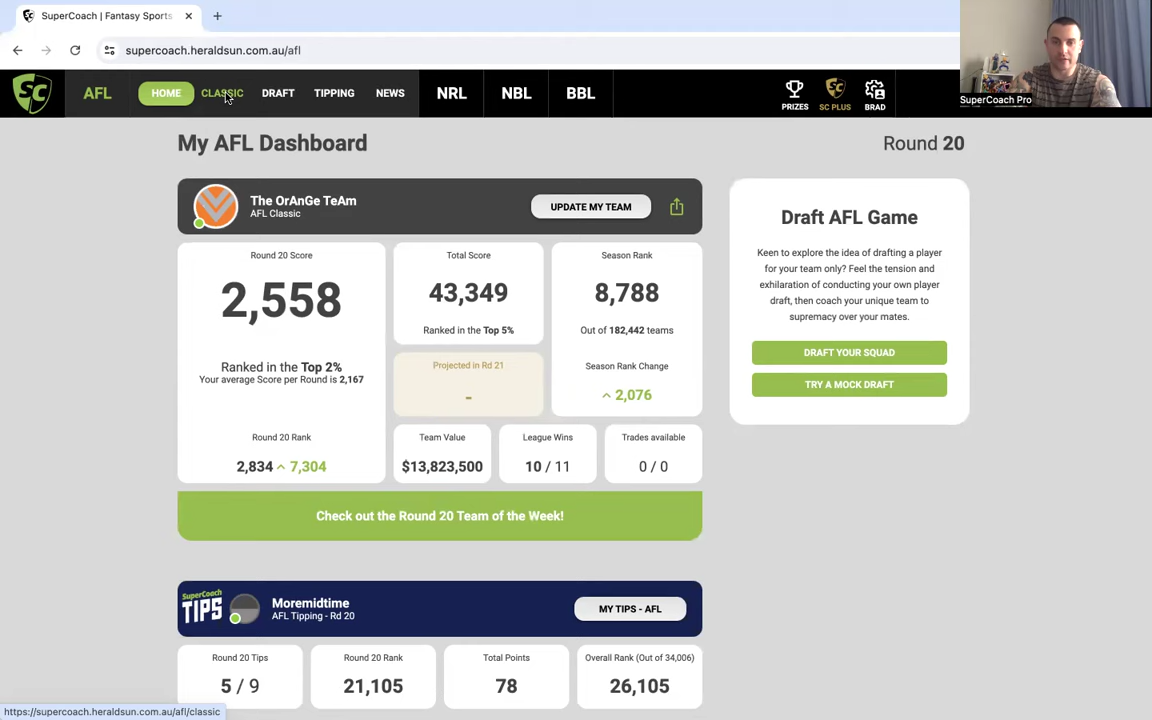 SuperCoach | Fantasy Sports
supercoach.heraldsun.com.au/afl
SuperCoach Pro
SC
AFL
HOME
CLASSIC
DRAFT
TIPPING
NEWS
NRL
NBL
BBL
PRIZES
SC PLUS
BRAD
My AFL Dashboard
Round 20
The OrAnGe TeAm
AFL Classic
UPDATE MY TEAM
Round 20 Score
2,558
Ranked in the Top 2%
Your average Score per Round is 2,167
Round 20 Rank
2,834 7,304
Total Score
43,349
Ranked in the Top 5%
Projected in Rd 21
-
Season Rank
8,788
Out of 182,442 teams
Season Rank Change
2,076
Team Value
$13,823,500
League Wins
10 / 11
Trades available
0 / 0
Check out the Round 20 Team of the Week!
Draft AFL Game
Keen to explore the idea of drafting a player
for your team only? Feel the tension and
exhilaration of conducting your own player
draft, then coach your unique team to
supremacy over your mates.
DRAFT YOUR SQUAD
TRY A MOCK DRAFT
SuperCoach
TIPS
Moremidtime
AFL Tipping - Rd 20
MY TIPS - AFL
Round 20 Tips
5 / 9
Round 20 Rank
21,105
Total Points
78
Overall Rank (Out of 34,006)
26,105
https://supercoach.heraldsun.com.au/afl/classic